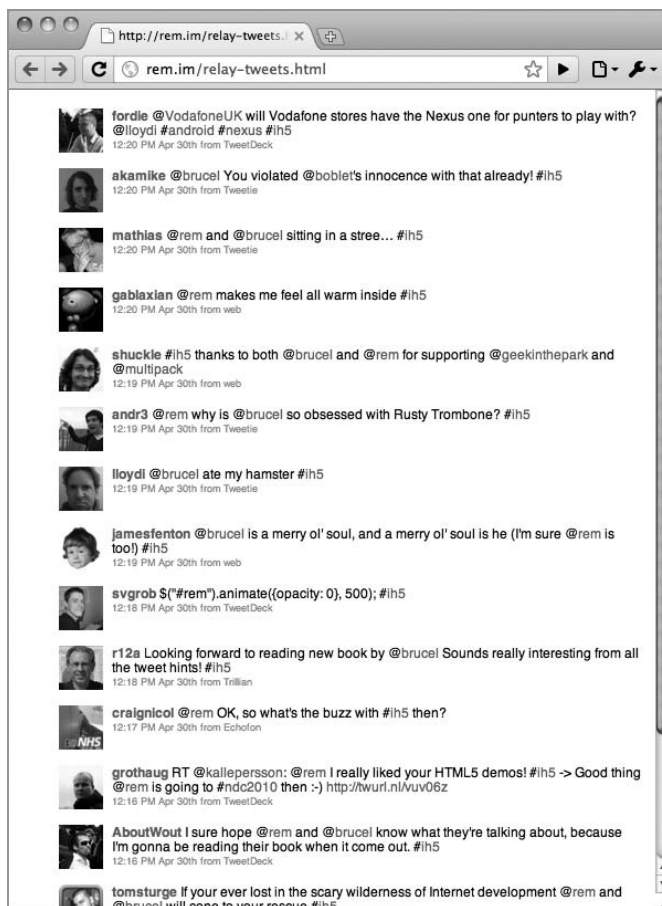 http://rem.im/relay-tweets.
rem.im/relay-tweets.html
fordie @VodafoneUK will Vodafone stores have the Nexus one for punters to play with?
@lloydi #android #nexus #ih5
12:20 PM Apr 30th from TweetDeck
akamike @brucel You violated @boblet's innocence with that already! #ih5
12:20 PM Apr 30th from Tweetie
mathias @rem and @brucel sitting in a stree... #ih5
12:20 PM Apr 30th from Tweetie
gablaxian @rem makes me feel all warm inside #ih5
12:20 PM Apr 30th from web
shuckle #ih5 thanks to both @brucel and @rem for supporting @geekinthepark and
@multipack
12:19 PM Apr 30th from web
andr3 @rem why is @brucel so obsessed with Rusty Trombone? #ih5
12:19 PM Apr 30th from Tweetie
lloydi @brucel ate my hamster #ih5
12:19 PM Apr 30th from Tweetie
jamesfenton @brucel is a merry ol' soul, and a merry ol' soul is he (I'm sure @rem is
too!) #ih5
12:19 PM Apr 30th from web
svgrob $("#rem").animate({opacity: 0}, 500); #ih5
12:18 PM Apr 30th from TweetDeck
r12a Looking forward to reading new book by @brucel Sounds really interesting from all
the tweet hints! #ih5
12:18 PM Apr 30th from Trillian
craignicol @rem OK, so what's the buzz with #ih5 then?
12:17 PM Apr 30th from Echofon
NHS
grothaug RT @kallepersson: @rem I really liked your HTML5 demos! #ih5 -> Good thing
@rem is going to #ndc2010 then :-) http://twurl.nl/vuv06z
12:16 PM Apr 30th from TweetDeck
AboutWout I sure hope @rem and @brucel know what they're talking about, because
I'm gonna be reading their book when it come out. #ih5
12:16 PM Apr 30th from TweetDeck
tomsturge If your ever lost in the scary wilderness of Internet development @rem and
@brucel will cone to your rescue #ih5